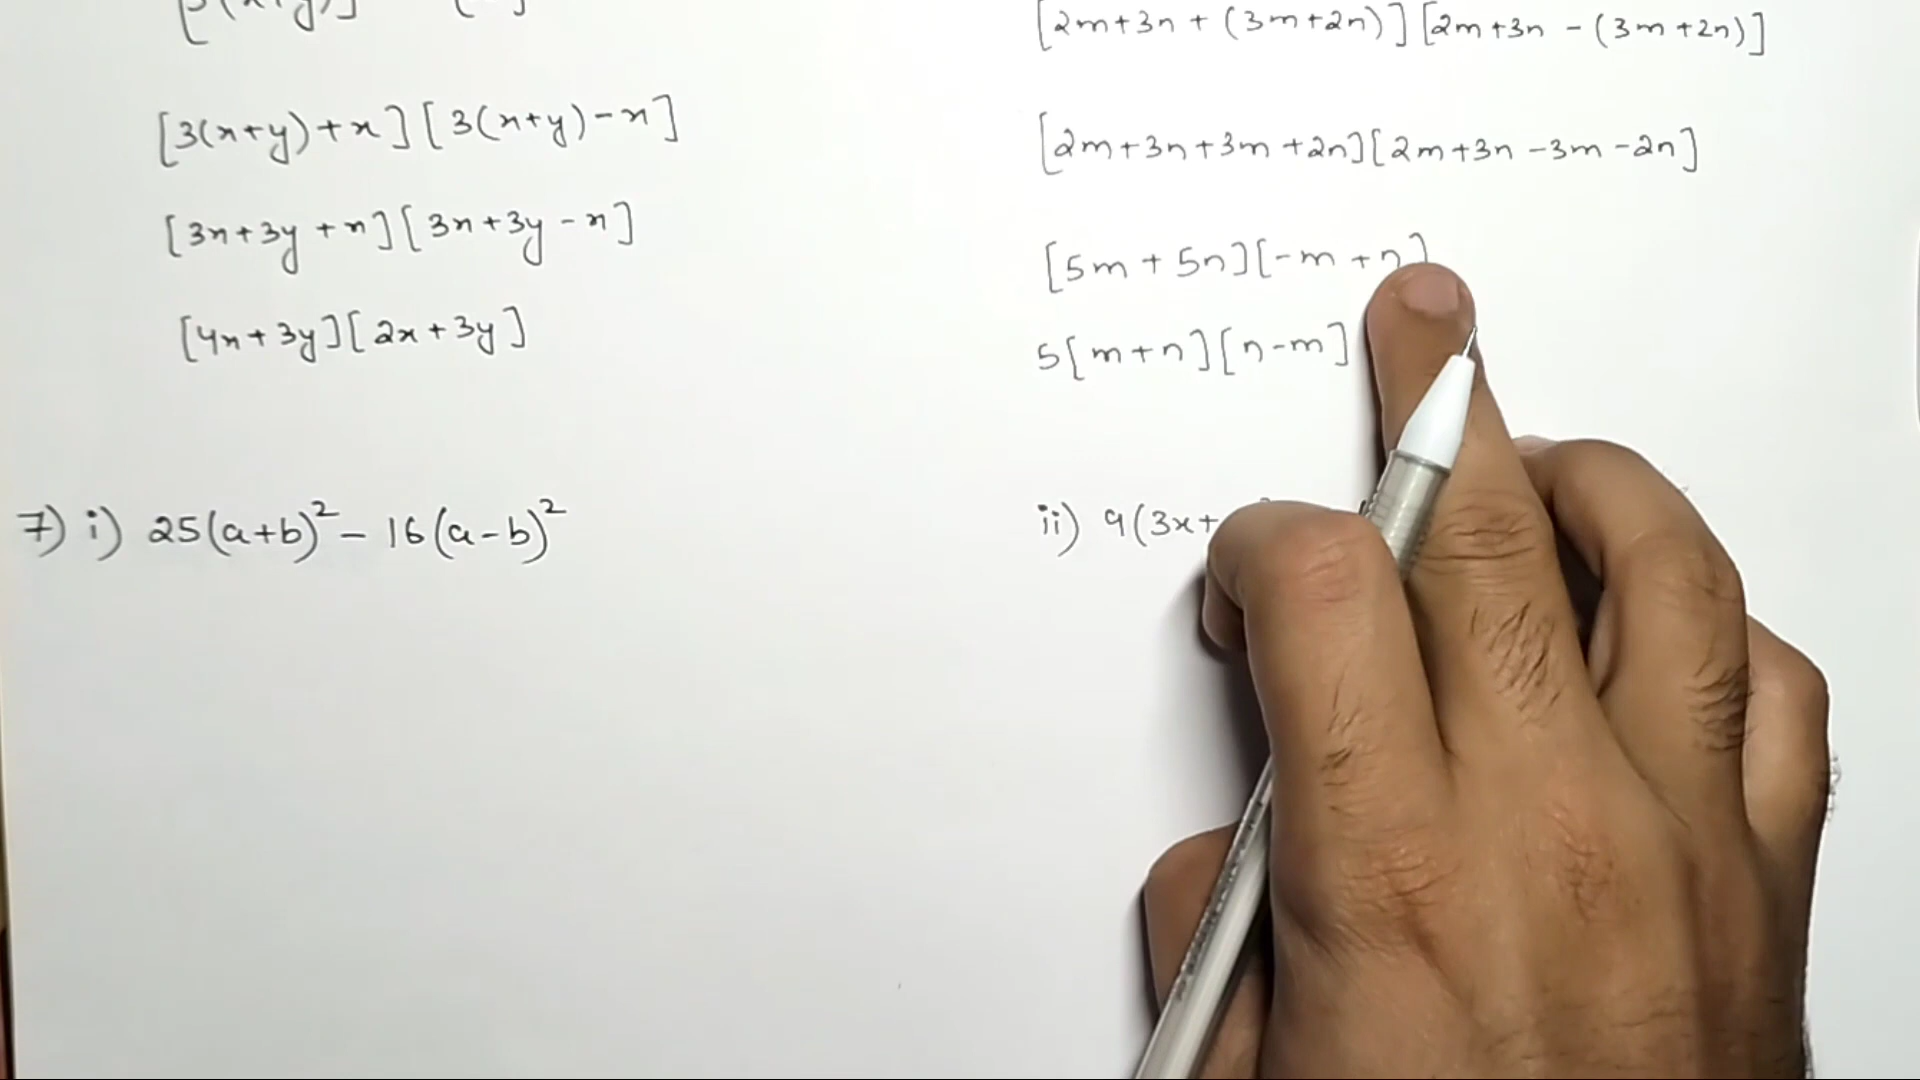 [3(x+y)+x][3(x+y)-x]
[3x+3y+x][3x+3y-x]
[4x+3y][2x+3y]
[2m+3n+(3m+2n)][2m+3n-(3m+2n)]
[2m+3n+3m+2n][2m+3n-3m-2n]
[5m+5n][-m+n]
5[m+n][n-m]
7) i) 25(a+b)²-16(a-b)²
ii) 9(3x+